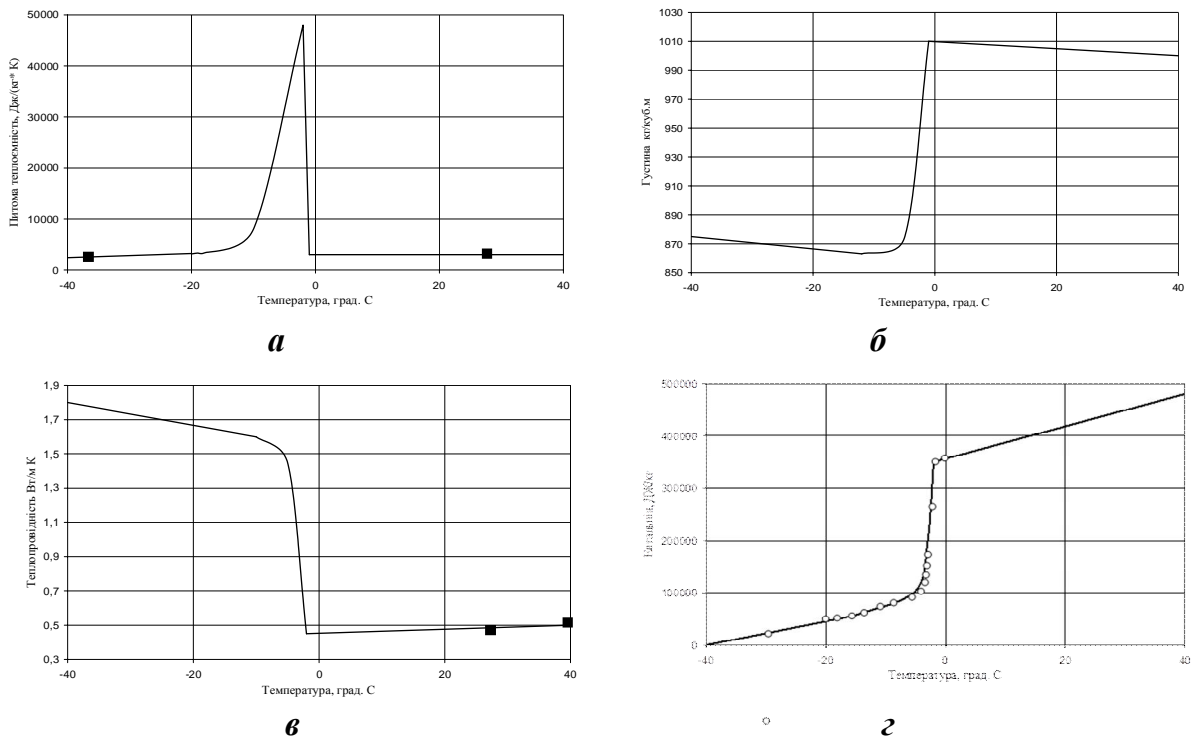 50000
40000
30000
20000
10000
0
-40 -20 0 20 40
Питома теплоємність, Дж/(кг* К)
Температура, град. С
а
1030
1010
990
970
950
930
910
890
870
850
-40 -20 0 20 40
Густина кг/куб.м
Температура, град. С
б
1,9
1,7
1,5
1,3
1,1
0,9
0,7
0,5
0,3
-40 -20 0 20 40
Теплопровідність Вт/м К
Температура, град. С
в
500000
400000
300000
200000
100000
0
-40 -20 0 20 40
Температура, град. С
г